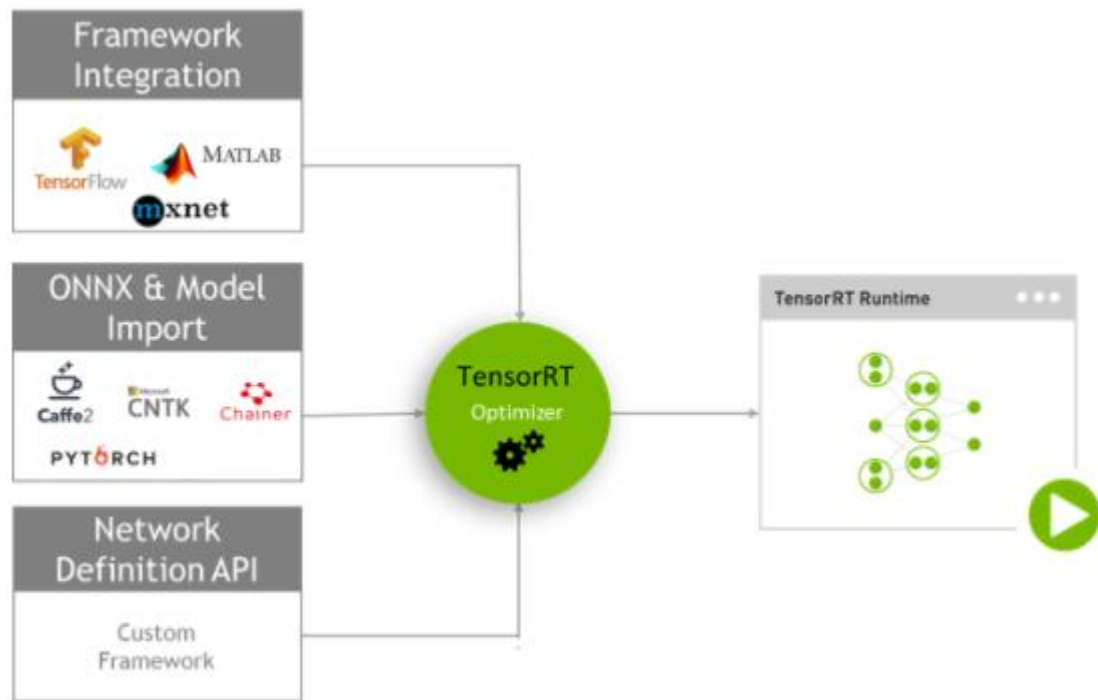 Framework
Integration
TensorFlow
MATLAB
mxnet
ONNX & Model
Import
Caffe2
Microsoft
CNTK
Chainer
PYTORCH
Network
Definition API
Custom
Framework
TensorRT
Optimizer
TensorRT Runtime